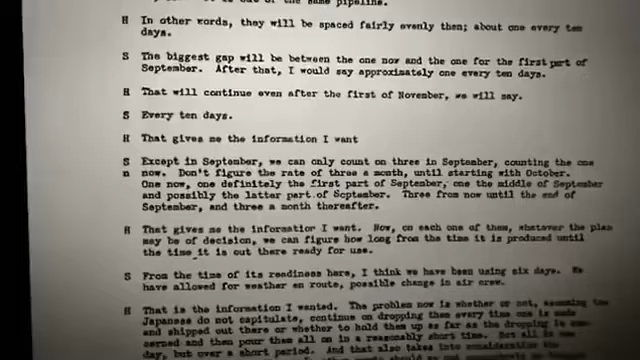 of the same pipeline.
H In other words, they will be spaced fairly evenly then; about one every ten
days.
S The biggest gap will be between the one now and the one for the first part of
September. After that, I would say approximately one every ten days.
H That will continue even after the first of November, we will say.
S Every ten days.
H That gives me the information I want
S Except in September, we can only count on three in September, counting the one
n now. Don't figure the rate of three a month, until starting with October.
One now, one definitely the first part of September, one the middle of September
and possibly the latter part of September. Three from now until the end of
September, and three a month thereafter.
H That gives me the information I want. Now, on each one of them, whatever the plan
may be of decision, we can figure how long from the time it is produced until
the time it is out there ready for use.
S From the time of its readiness here, I think we have been using six days. We
have allowed for weather en route, possible change in air crew.
H That is the information I wanted. The problem now is whether or not, assuming the
Japanese do not capitulate, continue on dropping them every time one is made
and shipped out there or whether to hold them up as far as the dropping is con-
cerned and then pour them all on in a reasonably short time. Not all in one
day, but over a short period. And that also takes into consideration the